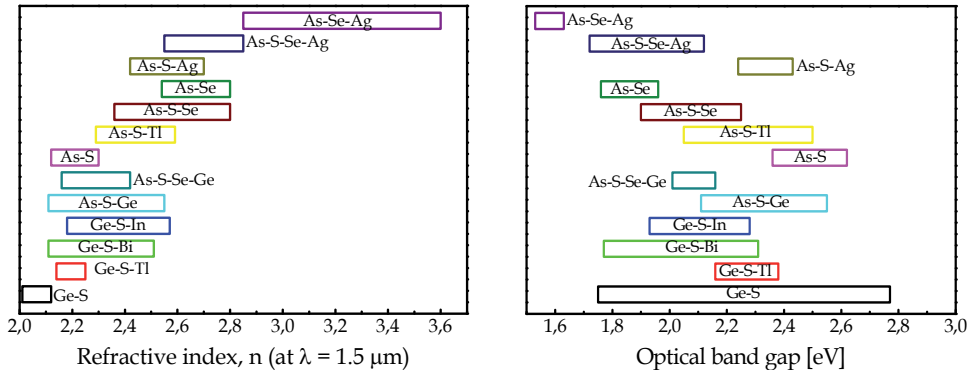 As-Se-Ag
As-S-Se-Ag
As-S-Ag
As-Se
As-S-Se
As-S-Tl
As-S
As-S-Se-Ge
As-S-Ge
Ge-S-In
Ge-S-Bi
Ge-S-Tl
Ge-S
2,0 2,2 2,4 2,6 2,8 3,0 3,2 3,4 3,6
Refractive index, n (at λ = 1.5 μm)
As-Se-Ag
As-S-Se-Ag
As-S-Ag
As-Se
As-S-Se
As-S-Tl
As-S
As-S-Se-Ge
As-S-Ge
Ge-S-In
Ge-S-Bi
Ge-S-Tl
Ge-S
1,6 1,8 2,0 2,2 2,4 2,6 2,8 3,0
Optical band gap [eV]